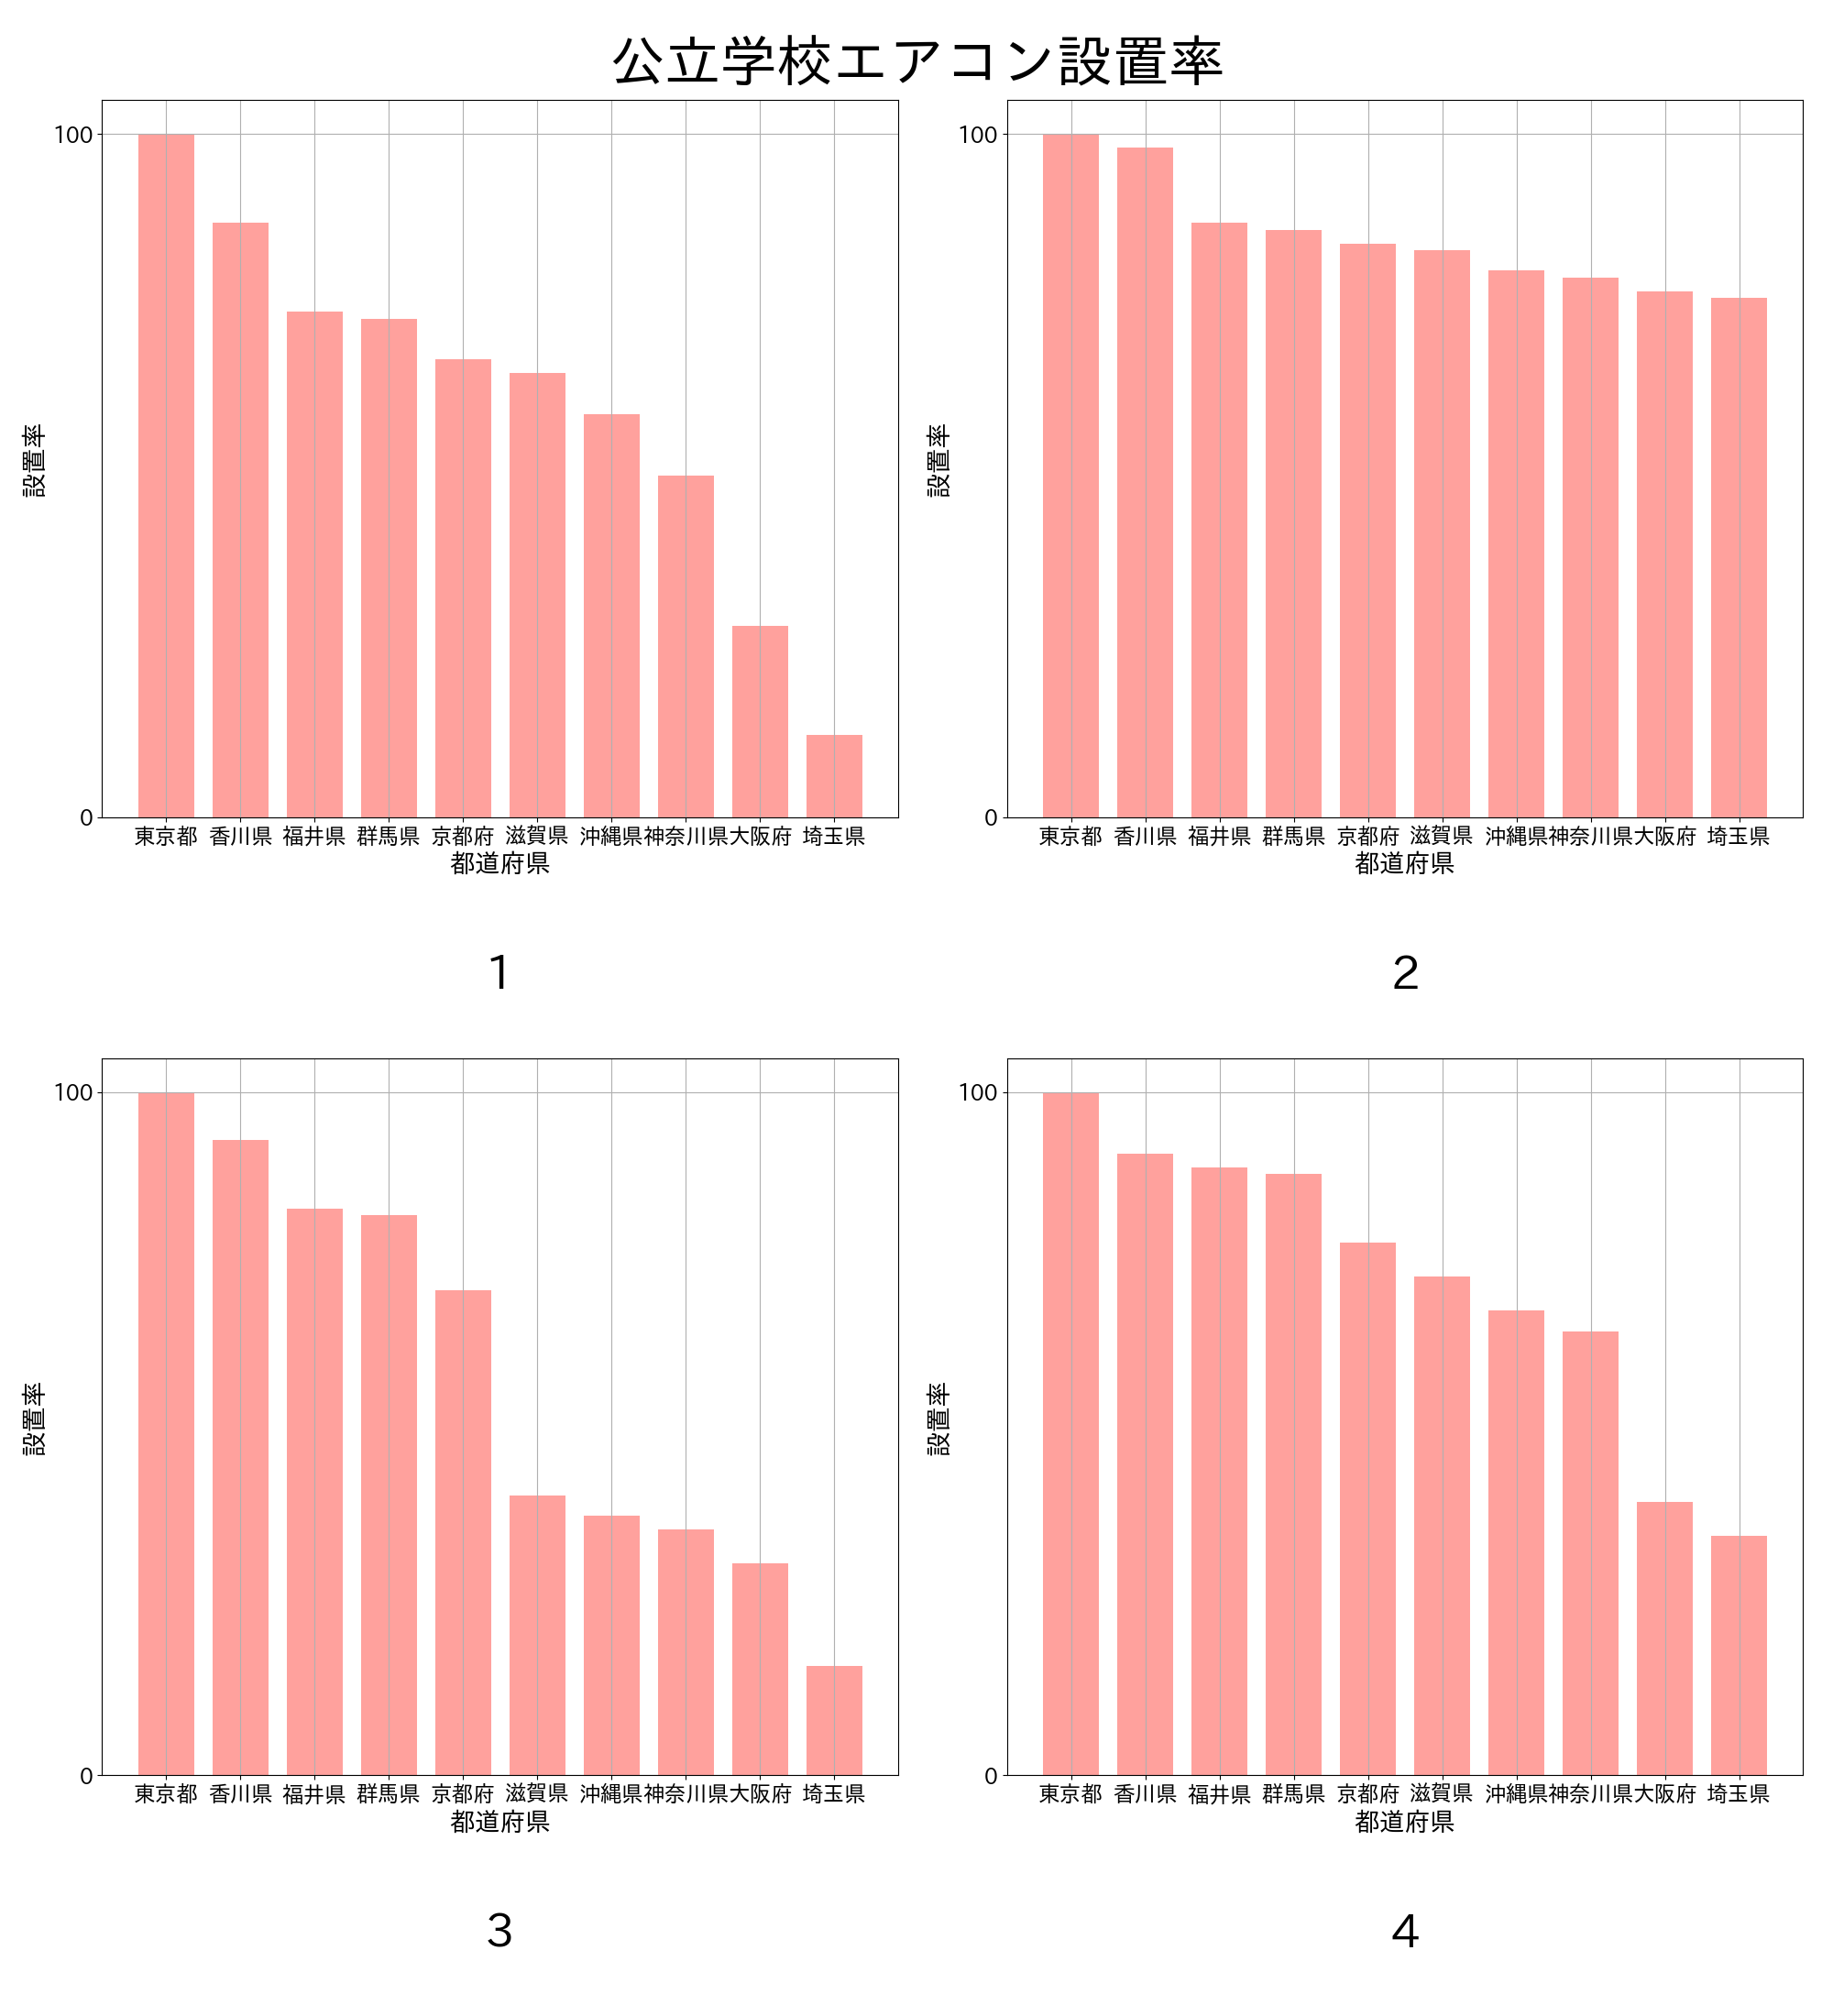 公立学校エアコン設置率
100
設置率
0
東京都 香川県 福井県 群馬県 京都府 滋賀県 沖縄県 神奈川県 大阪府 埼玉県
都道府県
1
100
設置率
0
東京都 香川県 福井県 群馬県 京都府 滋賀県 沖縄県 神奈川県 大阪府 埼玉県
都道府県
2
100
設置率
0
東京都 香川県 福井県 群馬県 京都府 滋賀県 沖縄県 神奈川県 大阪府 埼玉県
都道府県
3
100
設置率
0
東京都 香川県 福井県 群馬県 京都府 滋賀県 沖縄県 神奈川県 大阪府 埼玉県
都道府県
4